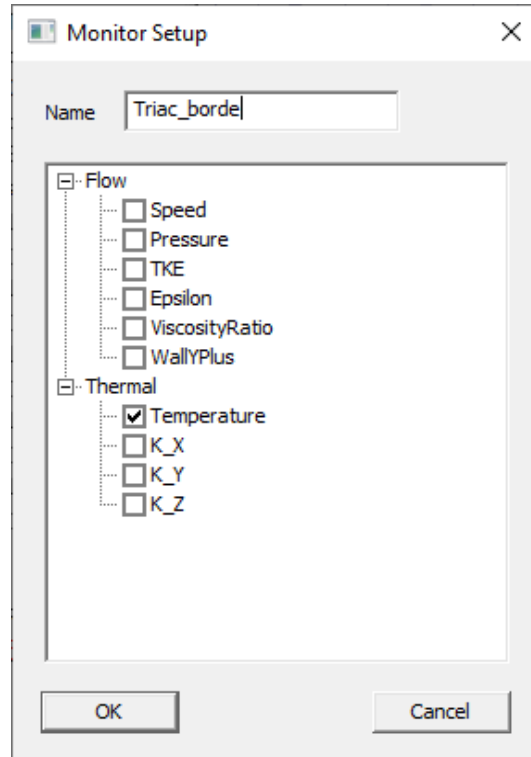 Monitor Setup
Name Triac_borde
Flow
Speed
Pressure
TKE
Epsilon
ViscosityRatio
WallYPlus
Thermal
Temperature
K_X
K_Y
K_Z
OK Cancel